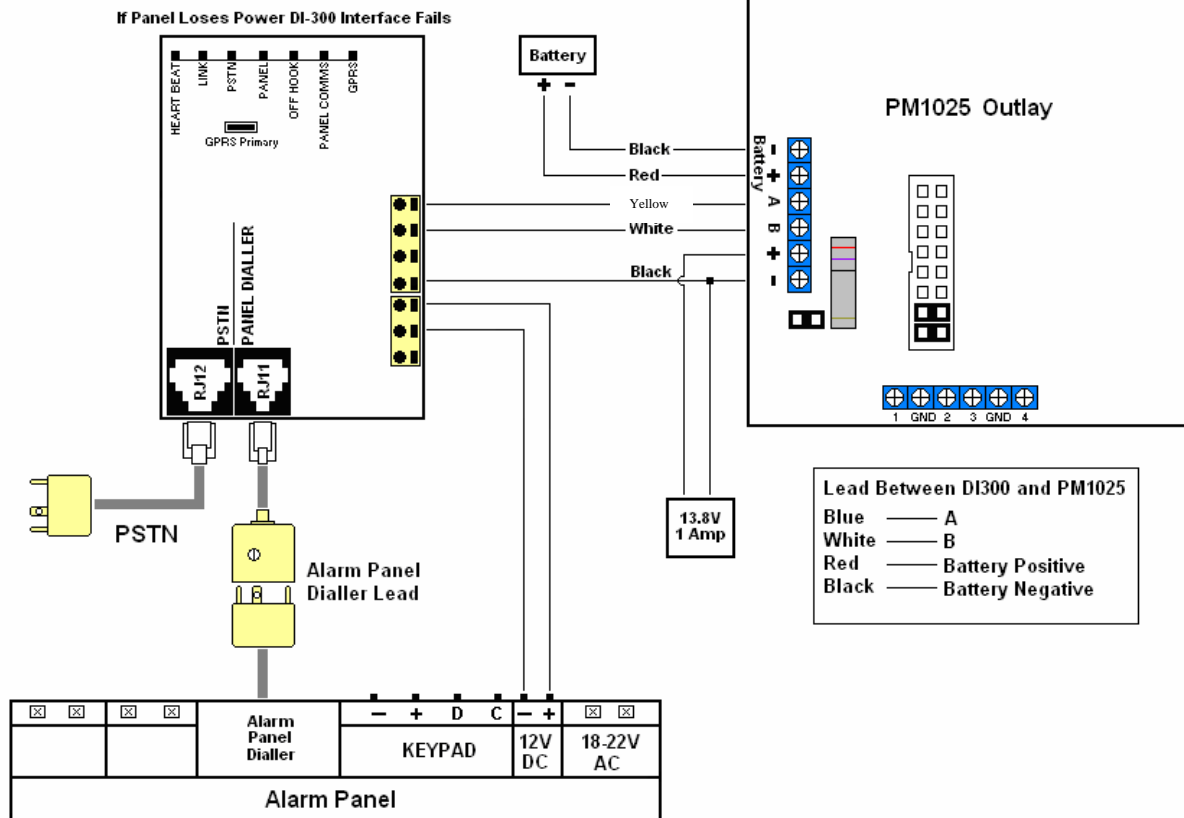 If Panel Loses Power DI-300 Interface Fails
HEART BEAT
LINK
PSTN
PANEL
OFF HOOK
PANEL COMMS
GPRS
GPRS Primary
PSTN
PANEL DIALLER
RJ12
RJ11
Battery
+ -
Black
Red
Yellow
White
Black
PM1025 Outlay
Battery
-
+
A
B
+
-
1 GND 2 3 GND 4
13.8V
1 Amp
Lead Between DI300 and PM1025
Blue A
White B
Red Battery Positive
Black Battery Negative
PSTN
Alarm Panel
Dialler Lead
Alarm
Panel
Dialler
- + D C
KEYPAD
- +
12V
DC
18-22V
AC
Alarm Panel